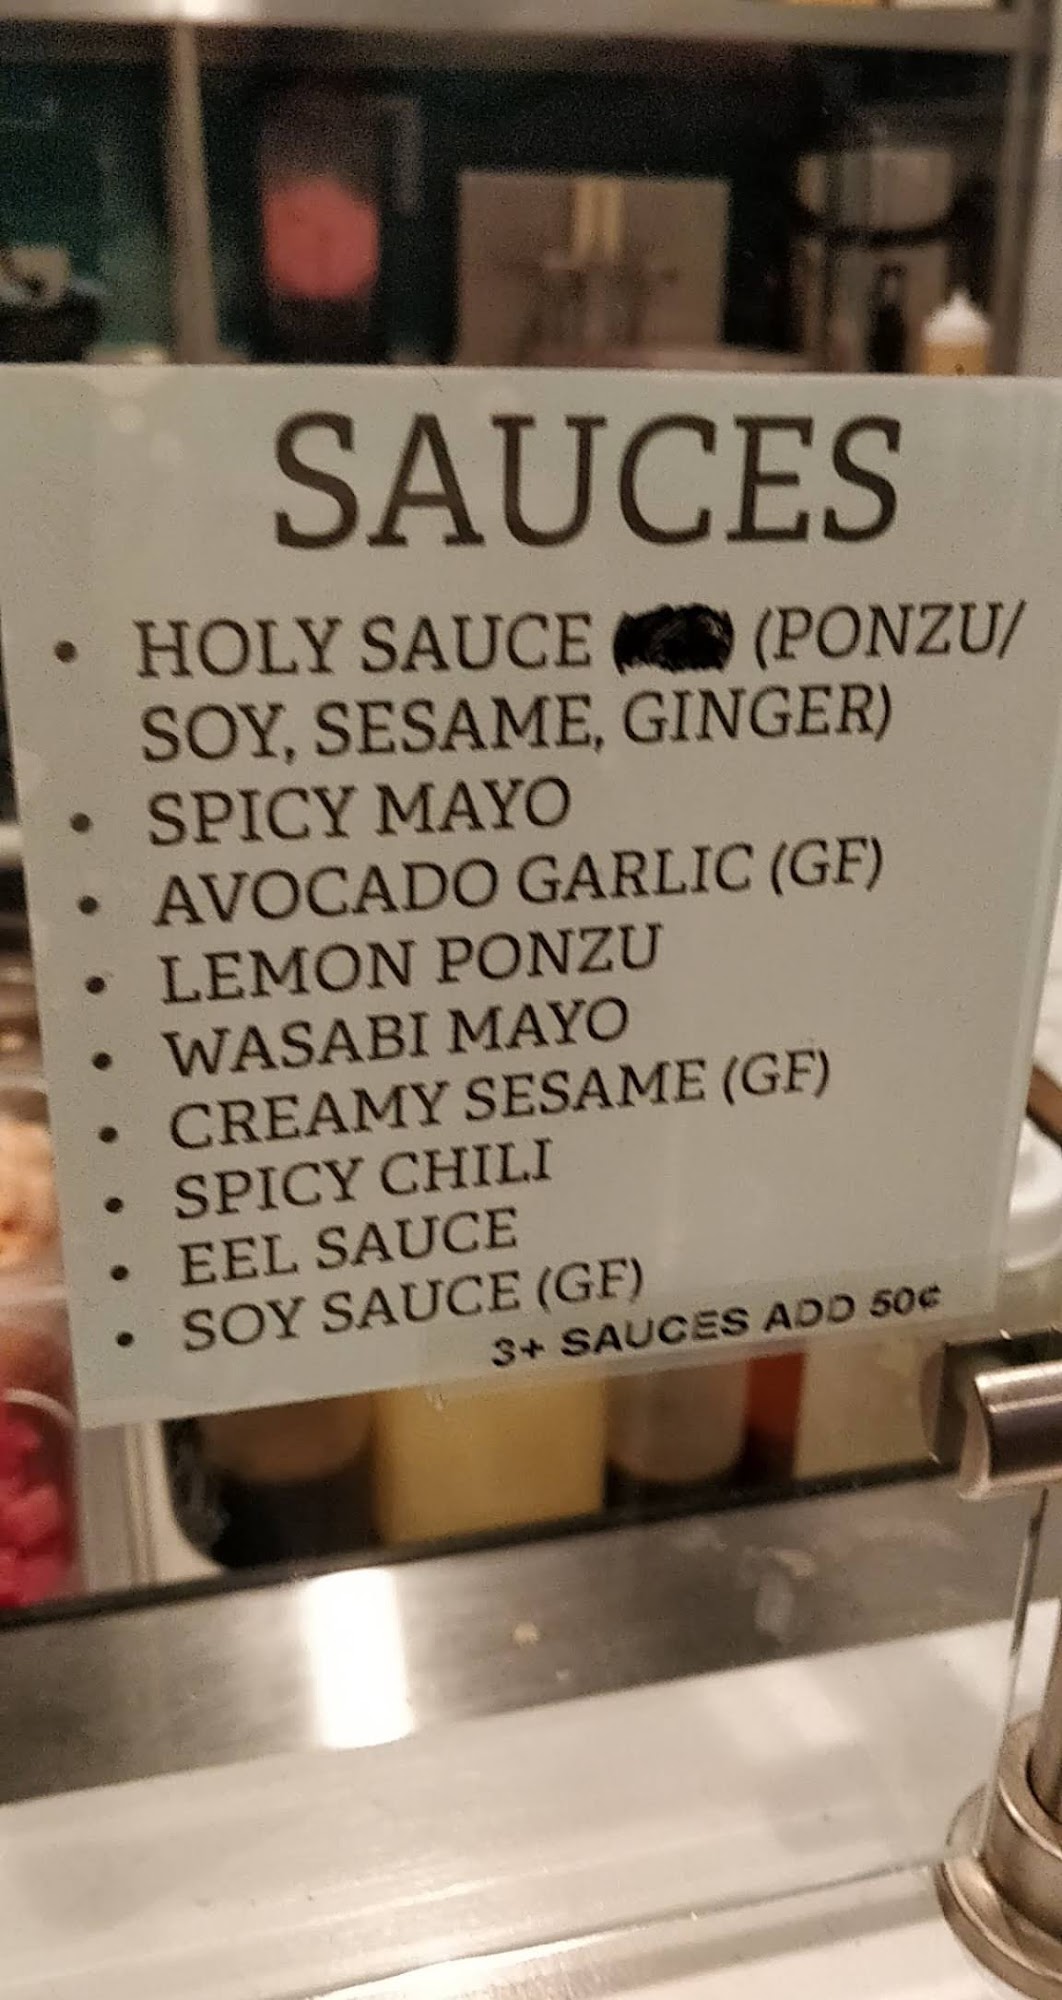 SAUCES
• HOLY SAUCE (PONZU/
SOY, SESAME, GINGER)
• SPICY MAYO
• AVOCADO GARLIC (GF)
• LEMON PONZU
• WASABI MAYO
• CREAMY SESAME (GF)
• SPICY CHILI
• EEL SAUCE
• SOY SAUCE (GF)
3+ SAUCES ADD 50¢